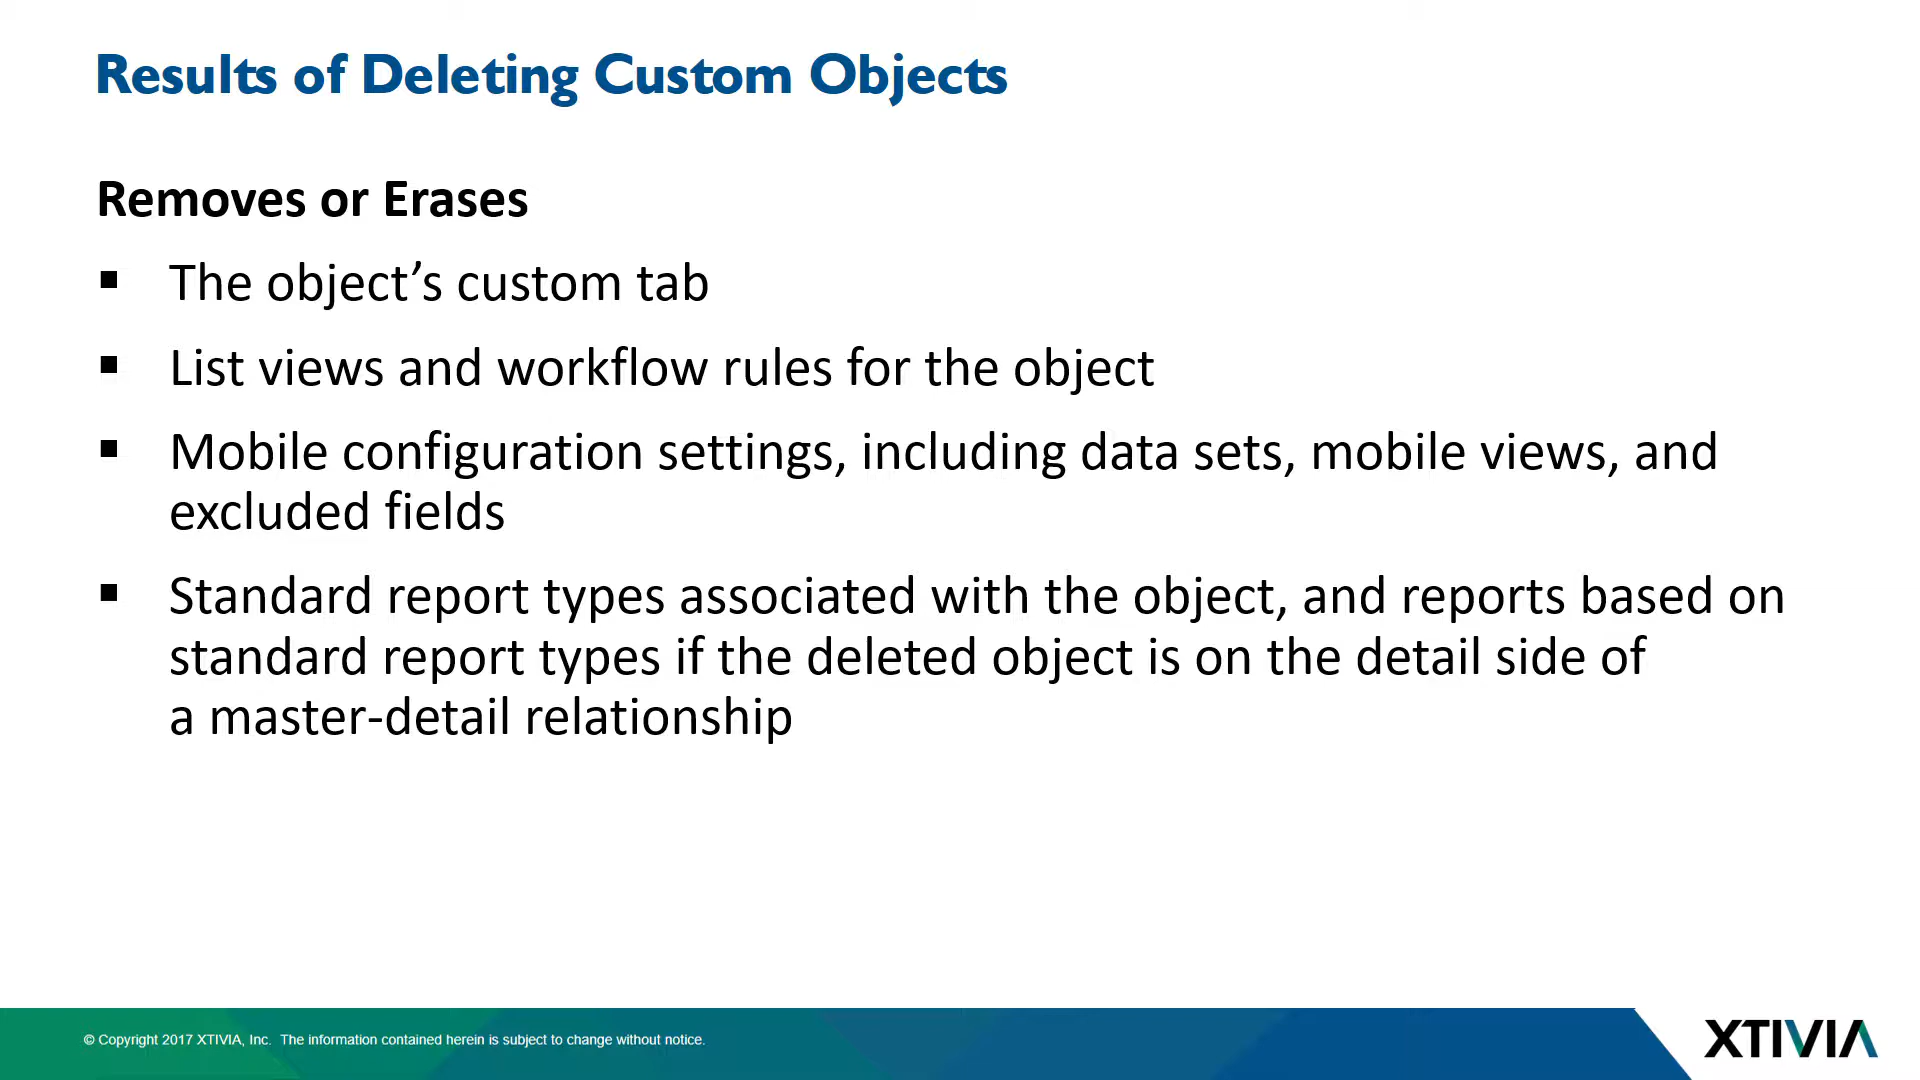 Results of Deleting Custom Objects
Removes or Erases
▪ The object’s custom tab
▪ List views and workflow rules for the object
▪ Mobile configuration settings, including data sets, mobile views, and
excluded fields
▪ Standard report types associated with the object, and reports based on
standard report types if the deleted object is on the detail side of
a master-detail relationship
© Copyright 2017 XTIVIA, Inc. The information contained herein is subject to change without notice.
XTIVIA